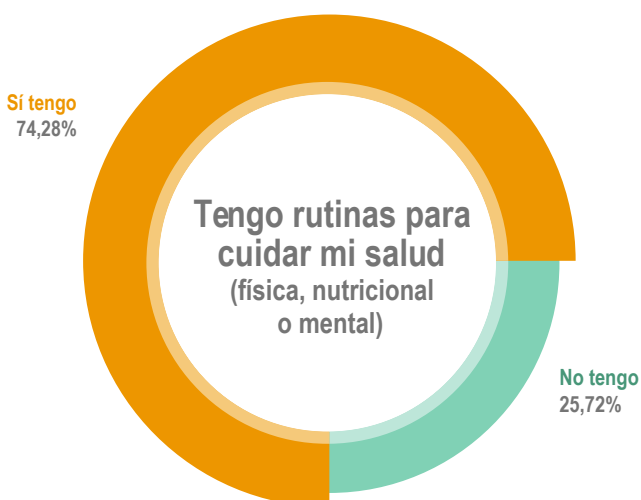 Sí tengo
74,28%
Tengo rutinas para
cuidar mi salud
(física, nutricional
o mental)
No tengo
25,72%